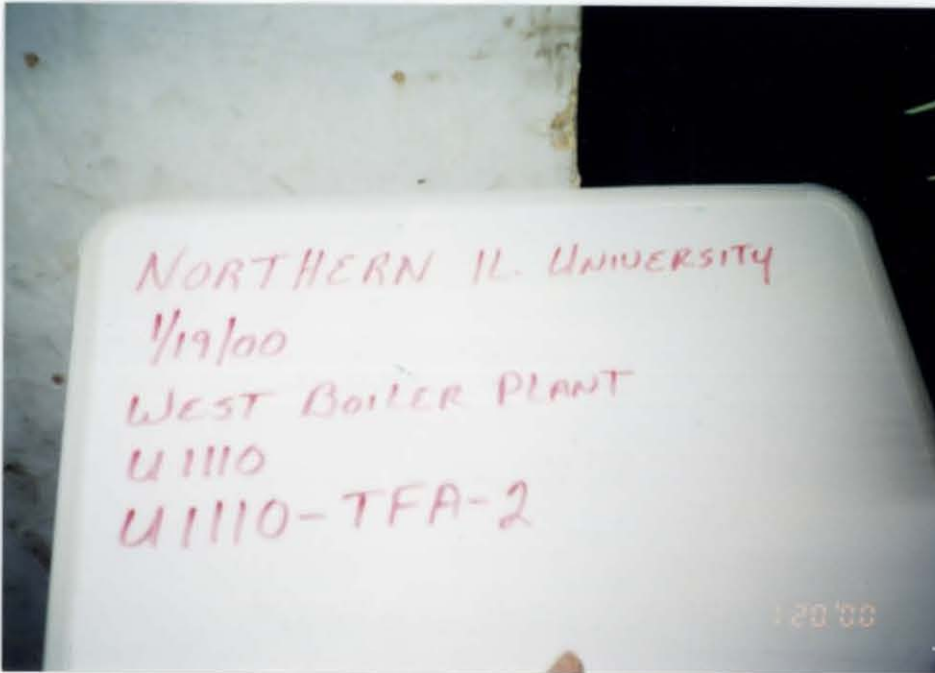 NORTHERN IL. UNIVERSITY
1/19/00
WEST BOILER PLANT
U1110
U1110-TFA-2
1 20 '00